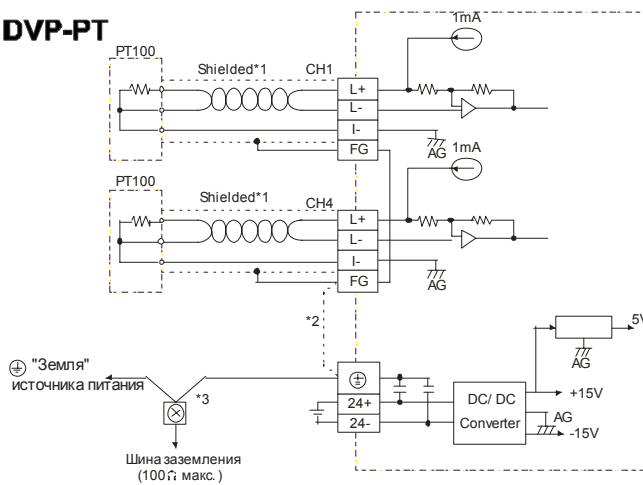 DVP-PT
1mA
PT100
Shielded*1
CH1
L+
L-
I-
FG
AG
1mA
PT100
Shielded*1
CH4
L+
L-
I-
FG
AG
*2
5V
AG
"Земля"
источника питания
*3
24+
24-
DC/ DC
Converter
+15V
AG
-15V
Шина заземления
(100Ω макс.)